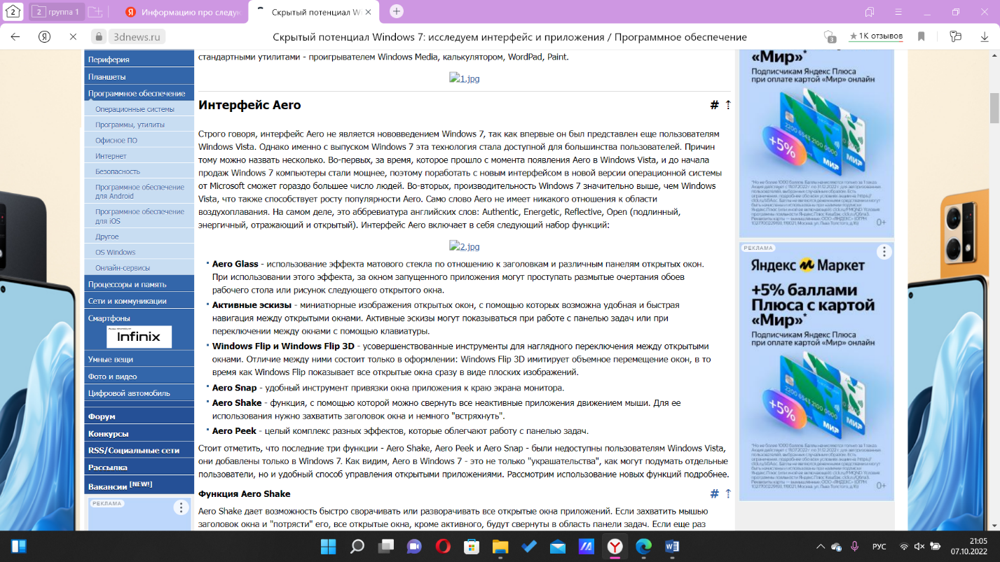 2
2 группа 1
Информацию про следу
Скрытый потенциал Wi
3dnews.ru
Скрытый потенциал Windows 7: исследуем интерфейс и приложения / Программное обеспечение
3
★1К отзывов
Периферия
Планшеты
Программное обеспечение
Операционные системы
Программы, утилиты
Офисное ПО
Интернет
Безопасность
Программное обеспечение
для Android
Программное обеспечение
для iOS
Другое
OS Windows
Онлайн-сервисы
Процессоры и память
Сети и коммуникации
Смартфоны
Infinix
Умные вещи
Фото и видео
Цифровой автомобиль
Форум
Конкурсы
RSS/Социальные сети
Рассылка
Вакансии [NEW!]
РЕКЛАМА
стандартными утилитами - проигрывателем Windows Media, калькулятором, WordPad, Paint.
1.jpg
Интерфейс Aero
# ⇡
Строго говоря, интерфейс Aero не является нововведением Windows 7, так как впервые он был представлен еще пользователям
Windows Vista. Однако именно с выпуском Windows 7 эта технология стала доступной для большинства пользователей. Причин
тому можно назвать несколько. Во-первых, за время, которое прошло с момента появления Aero в Windows Vista, и до начала
продаж Windows 7 компьютеры стали мощнее, поэтому поработать с новым интерфейсом в новой версии операционной системы
от Microsoft сможет гораздо большее число людей. Во-вторых, производительность Windows 7 значительно выше, чем Windows
Vista, что также способствует росту популярности Aero. Само слово Aero не имеет никакого отношения к области
воздухоплавания. На самом деле, это аббревиатура английских слов: Authentic, Energetic, Reflective, Open (подлинный,
энергичный, отражающий и открытый). Интерфейс Aero включает в себя следующий набор функций:
2.jpg
Aero Glass - использование эффекта матового стекла по отношению к заголовкам и различным панелям открытых окон.
При использовании этого эффекта, за окном запущенного приложения могут проступать размытые очертания обоев
рабочего стола или рисунок следующего открытого окна.
Активные эскизы - миниатюрные изображения открытых окон, с помощью которых возможна удобная и быстрая
навигация между открытыми окнами. Активные эскизы могут показываться при работе с панелью задач или при
переключении между окнами с помощью клавиатуры.
Windows Flip и Windows Flip 3D - усовершенствованные инструменты для наглядного переключения между открытыми
окнами. Отличие между ними состоит только в оформлении: Windows Flip 3D имитирует объемное перемещение окон, в то
время как Windows Flip показывает все открытые окна сразу в виде плоских изображений.
Aero Snap - удобный инструмент привязки окна приложения к краю экрана монитора.
Aero Shake - функция, с помощью которой можно свернуть все неактивные приложения движением мыши. Для ее
использования нужно захватить заголовок окна и немного "встряхнуть".
Aero Peek - целый комплекс разных эффектов, которые облегчают работу с панелью задач.
Стоит отметить, что последние три функции - Aero Shake, Aero Peek и Aero Snap - были недоступны пользователям Windows Vista,
они добавлены только в Windows 7. Как видим, Aero в Windows 7 - это не только "украшательства", как могут подумать отдельные
пользователи, но и удобный способ управления открытыми приложениями. Рассмотрим использование новых функций подробнее.
Функция Aero Shake
# ⇡
Aero Shake дает возможность быстро сворачивать или разворачивать все открытые окна приложений. Если захватить мышью
заголовок окна и "потрясти" его, все открытые окна, кроме активного, будут свернуты в область панели задач. Если еще раз
«Мир»*
Подписчикам Яндекс Плюса
при оплате картой «Мир» онлайн
+5%
МИР
0+
РЕКЛАМА
Яндекс Маркет
+5% баллами
Плюса с картой
«Мир»*
Подписчикам Яндекс Плюса
при оплате картой «Мир» онлайн
+5%
МИР
0+
РУС
21:05
07.10.2022